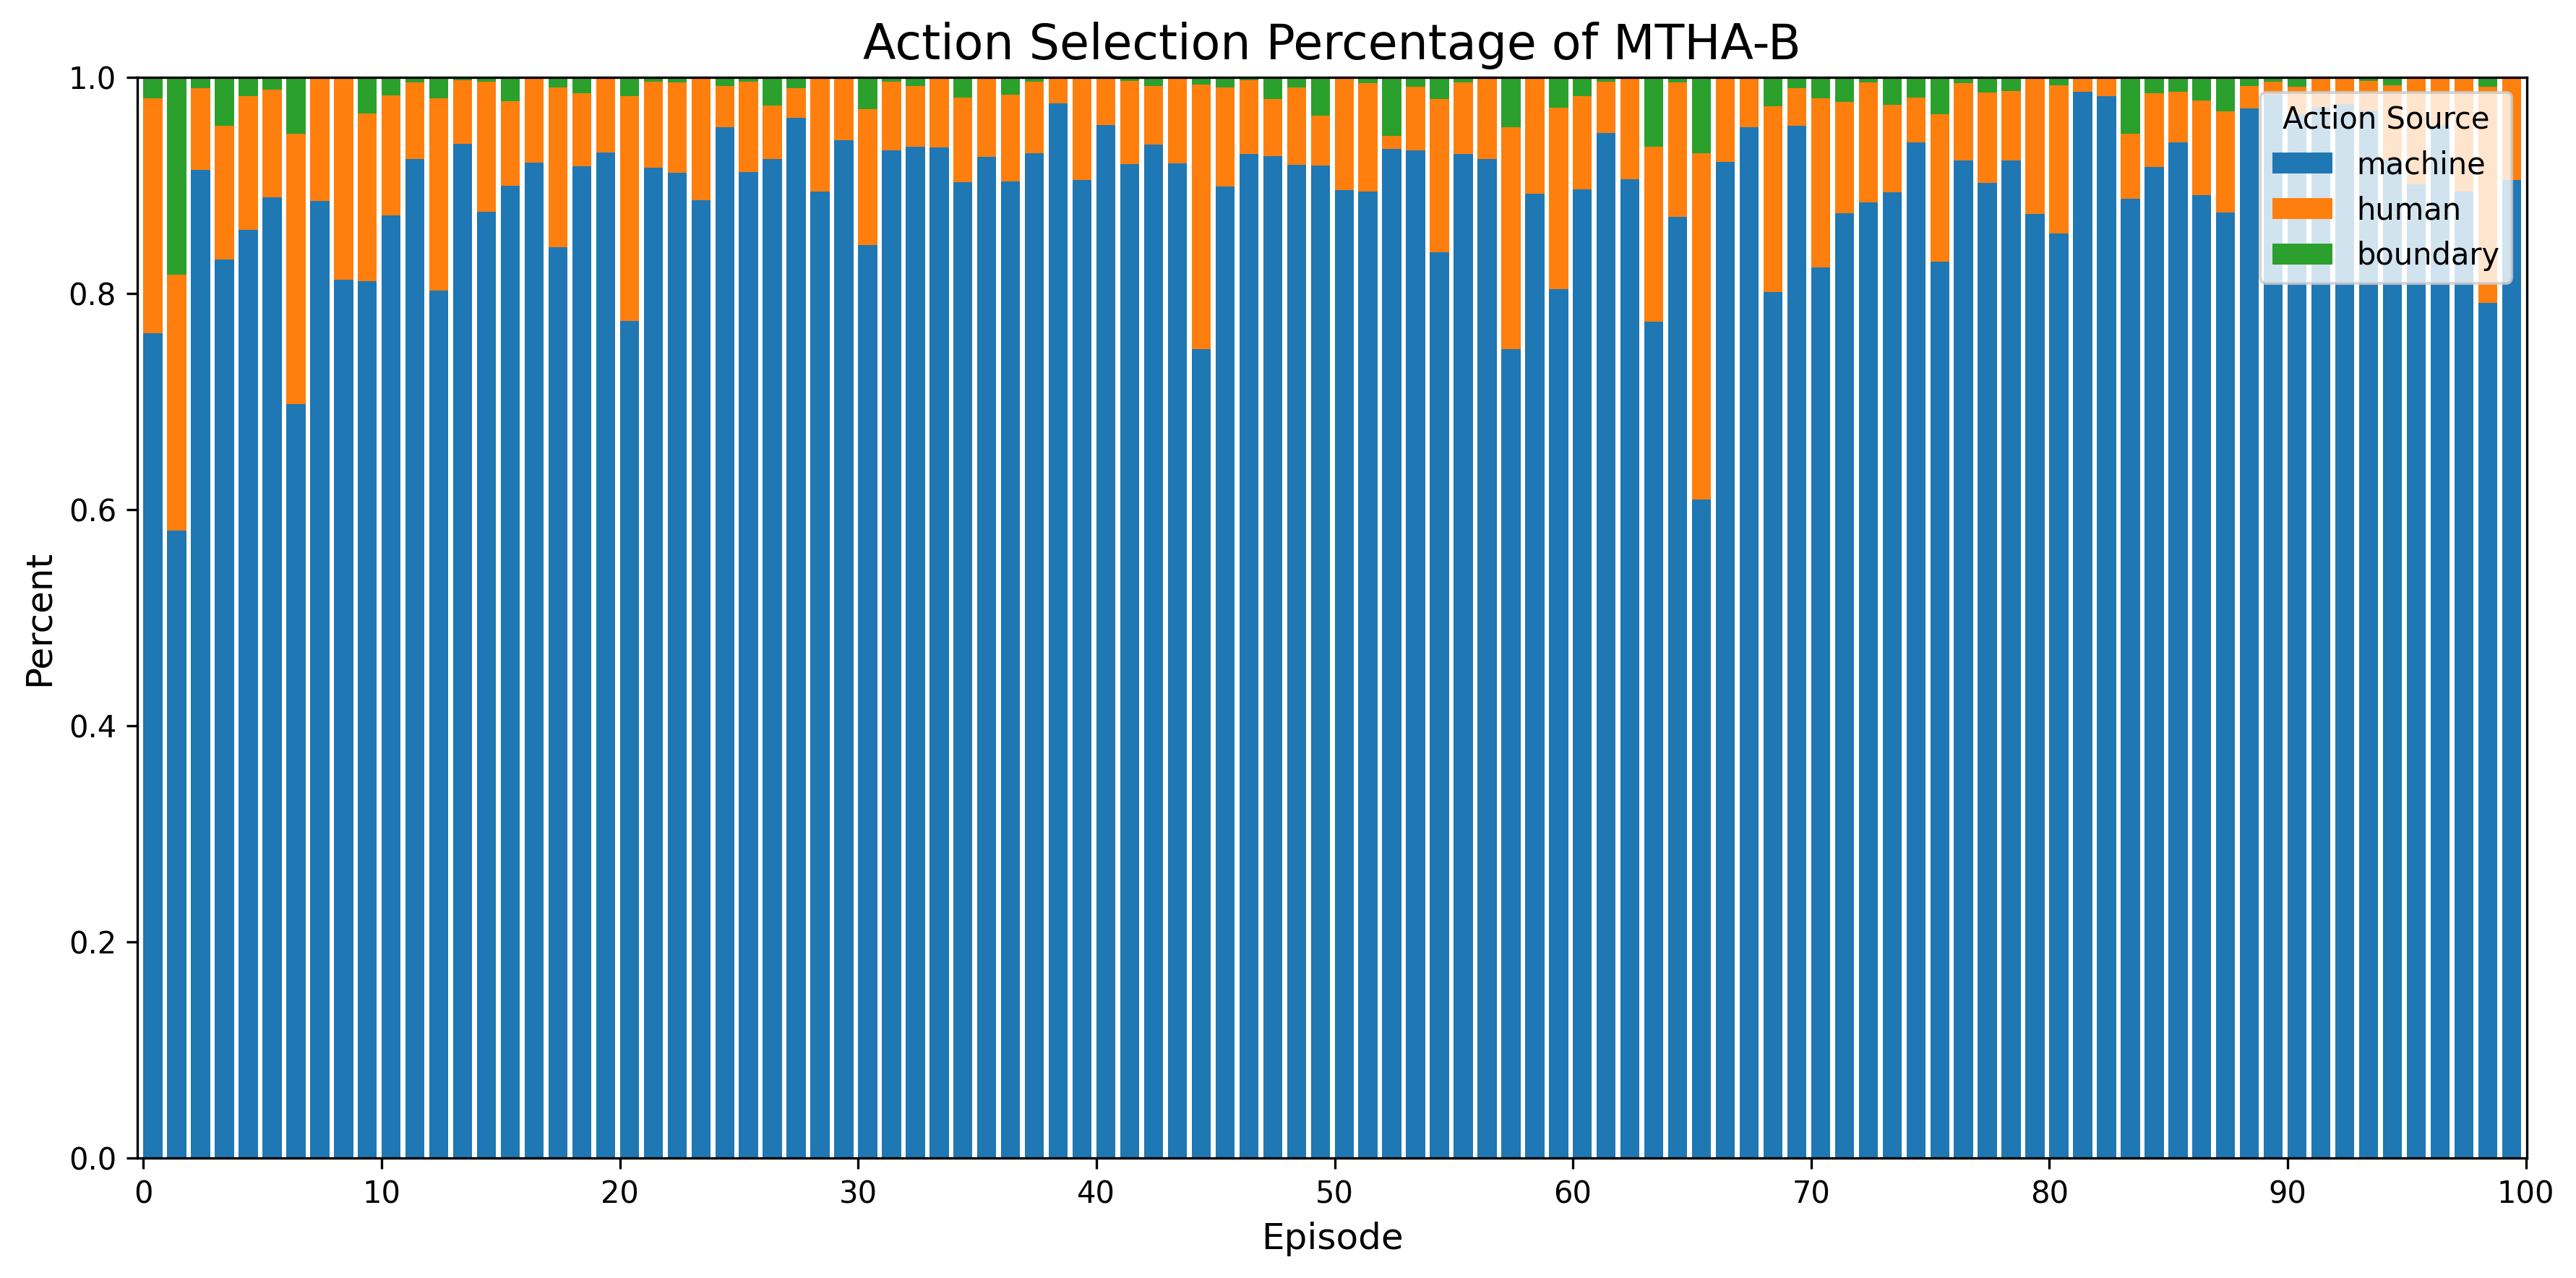 Action Selection Percentage of MTHA-B
1.0
0.8
0.6
0.4
0.2
0.0
Percent
Action Source
machine
human
boundary
0 10 20 30 40 50 60 70 80 90 100
Episode